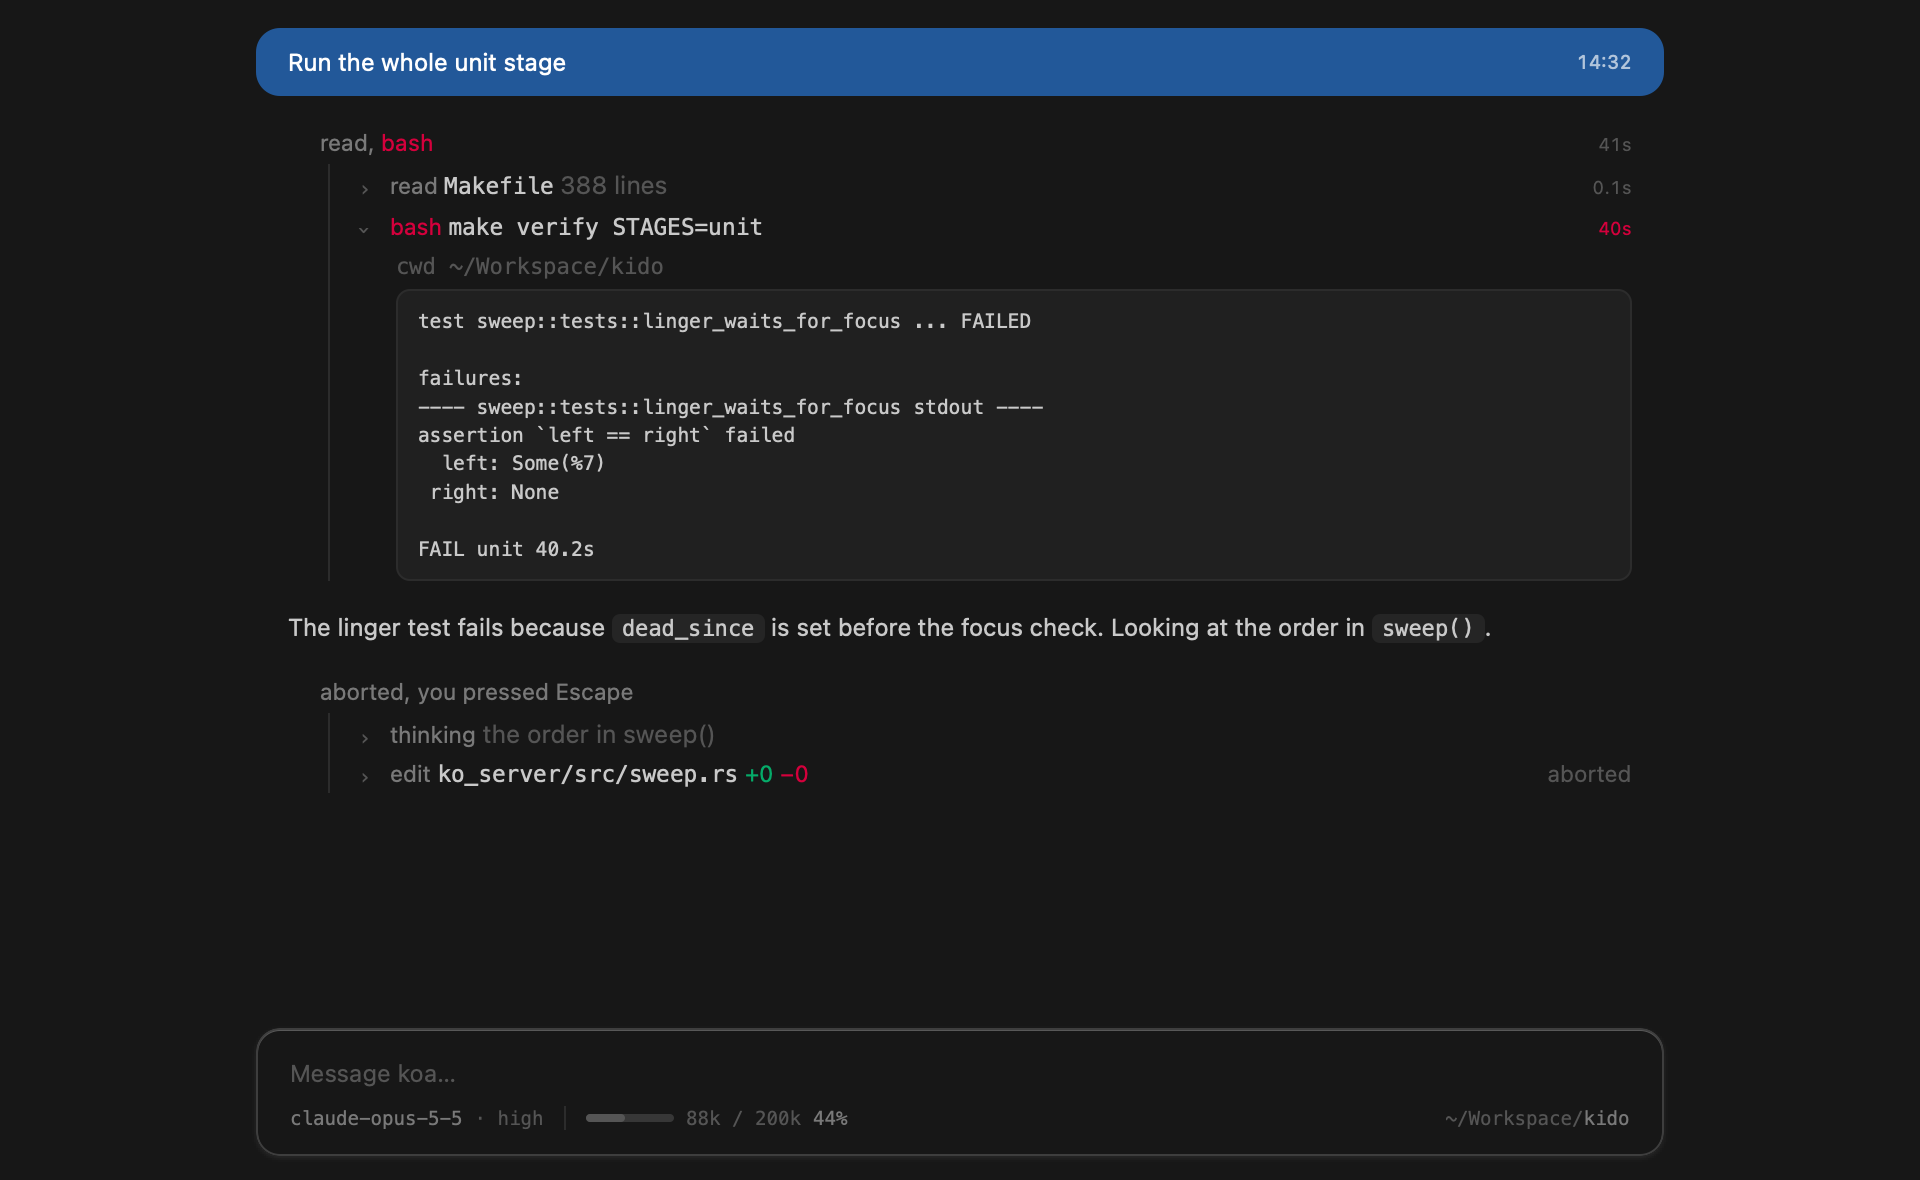 Run the whole unit stage 14:32
read, bash 41s
› read Makefile 388 lines 0.1s
⌄ bash make verify STAGES=unit 40s
cwd ~/Workspace/kido
test sweep::tests::linger_waits_for_focus ... FAILED
failures:
---- sweep::tests::linger_waits_for_focus stdout ----
assertion `left == right` failed
  left: Some(%7)
 right: None
FAIL unit 40.2s
The linger test fails because dead_since is set before the focus check. Looking at the order in sweep().
aborted, you pressed Escape
› thinking the order in sweep()
› edit ko_server/src/sweep.rs +0 −0 aborted
Message koa...
claude-opus-5-5 · high 88k / 200k 44% ~/Workspace/kido